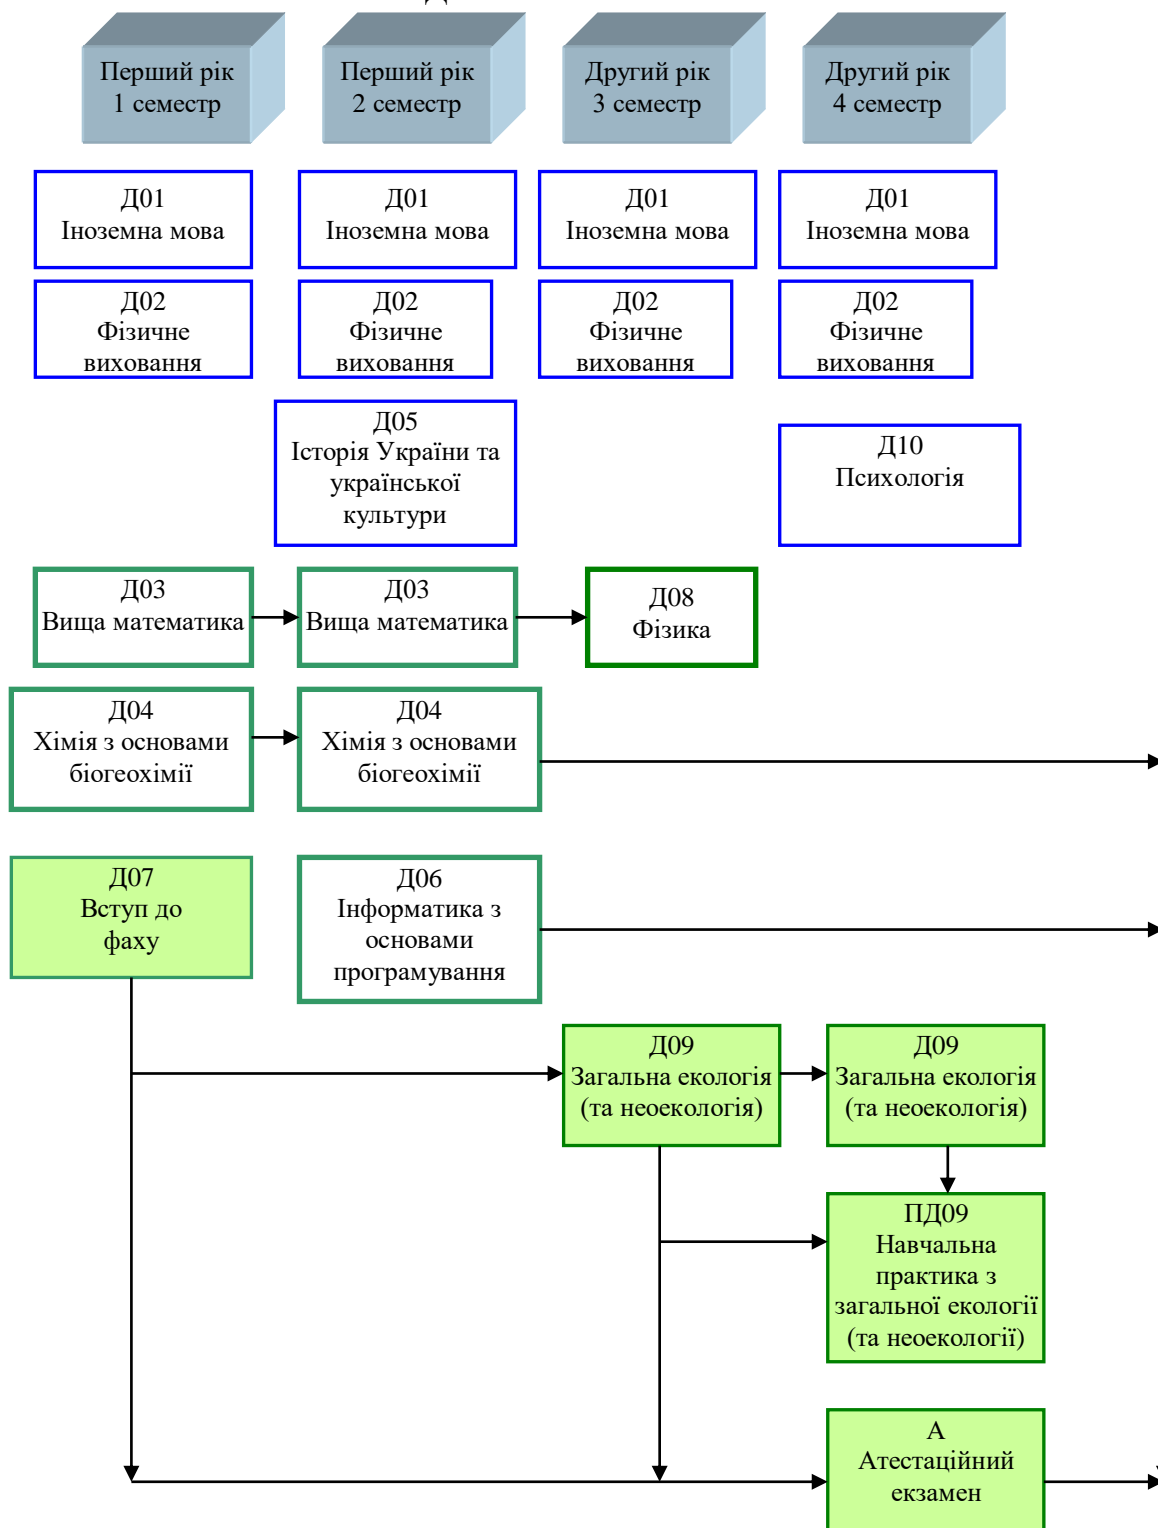 Д
Перший рік
1 семестр
Перший рік
2 семестр
Другий рік
3 семестр
Другий рік
4 семестр
Д01
Іноземна мова
Д01
Іноземна мова
Д01
Іноземна мова
Д01
Іноземна мова
Д02
Фізичне
виховання
Д02
Фізичне
виховання
Д02
Фізичне
виховання
Д02
Фізичне
виховання
Д05
Історія України та
української
культури
Д10
Психологія
Д03
Вища математика
Д03
Вища математика
Д08
Фізика
Д04
Хімія з основами
біогеохімії
Д04
Хімія з основами
біогеохімії
Д07
Вступ до
фаху
Д06
Інформатика з
основами
програмування
Д09
Загальна екологія
(та неоекологія)
Д09
Загальна екологія
(та неоекологія)
ПД09
Навчальна
практика з
загальної екології
(та неоекології)
А
Атестаційний
екзамен